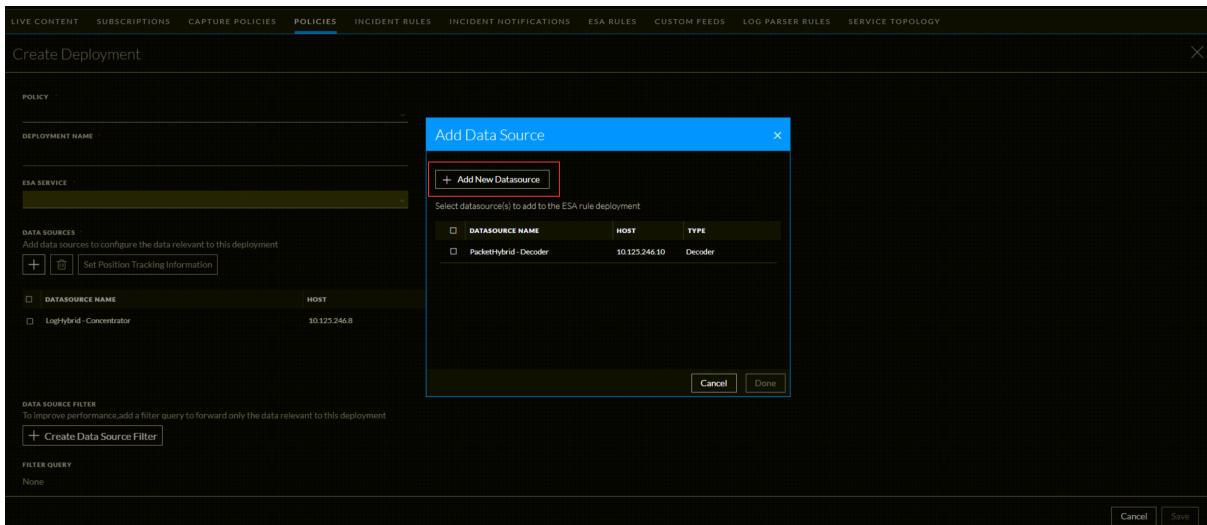 LIVE CONTENT SUBSCRIPTIONS CAPTURE POLICIES POLICIES INCIDENT RULES INCIDENT NOTIFICATIONS ESA RULES CUSTOM FEEDS LOG PARSER RULES SERVICE TOPOLOGY
Create Deployment
POLICY *
DEPLOYMENT NAME *
ESA SERVICE *
DATA SOURCES *
Add data sources to configure the data relevant to this deployment
Set Position Tracking Information
DATASOURCE NAME HOST
LogHybrid - Concentrator 10.125.246.8
DATA SOURCE FILTER
To improve performance,add a filter query to forward only the data relevant to this deployment
+ Create Data Source Filter
FILTER QUERY
None
Add Data Source ×
+ Add New Datasource
Select datasource(s) to add to the ESA rule deployment
DATASOURCE NAME HOST TYPE
PacketHybrid - Decoder 10.125.246.10 Decoder
Cancel Done
Cancel Save